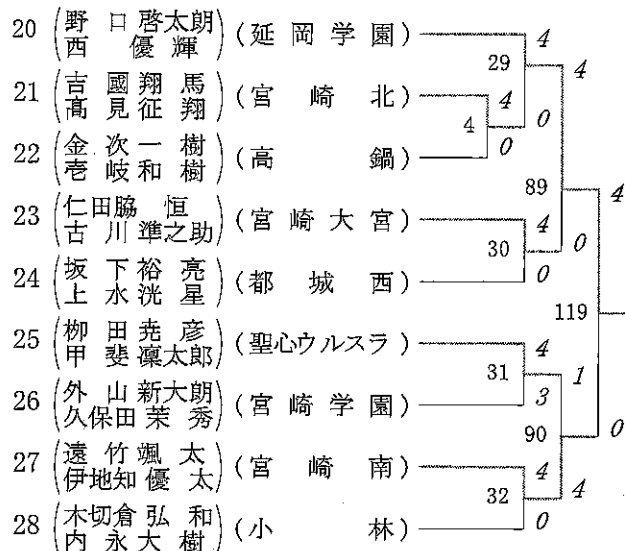 20 (野口啓太朗 西優輝) (延岡学園) 4
29 4
21 (吉國翔馬 髙見征翔) (宮崎北) 4 0
4
22 (金次一樹 壱岐和樹) (高鍋) 0
89 4
23 (仁田脇恒 古川準之助) (宮崎大宮) 4 0
30
24 (坂下裕亮 上水洸星) (都城西) 0
119
25 (柳田尭彦 甲斐凜太郎) (聖心ウルスラ) 4
31 1
26 (外山新大朗 久保田茉秀) (宮崎学園) 3 0
90
27 (遠竹颯太 伊地知優太) (宮崎南) 4
32 4
28 (木切倉弘和 内永大樹) (小林) 0